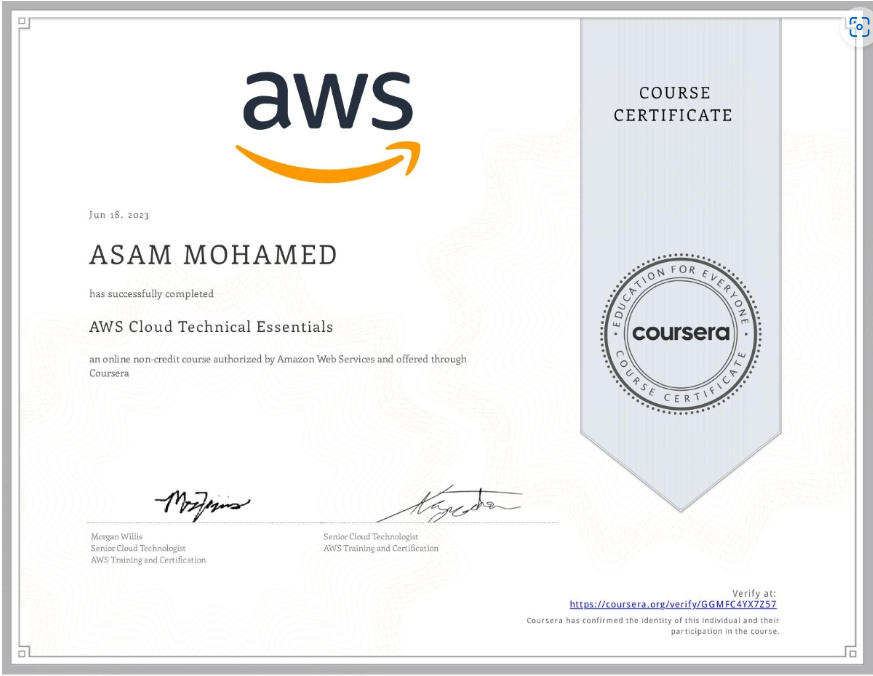 aws
COURSE
CERTIFICATE
Jun 18, 2023
ASAM MOHAMED
has successfully completed
AWS Cloud Technical Essentials
an online non-credit course authorized by Amazon Web Services and offered through
Coursera
EDUCATION FOR EVERYONE
coursera
COURSE CERTIFICATE
Morgan Willis
Senior Cloud Technologist
AWS Training and Certification
Senior Cloud Technologist
AWS Training and Certification
Verify at:
https://coursera.org/verify/GGMFC4YX7Z57
Coursera has confirmed the identity of this individual and their
participation in the course.